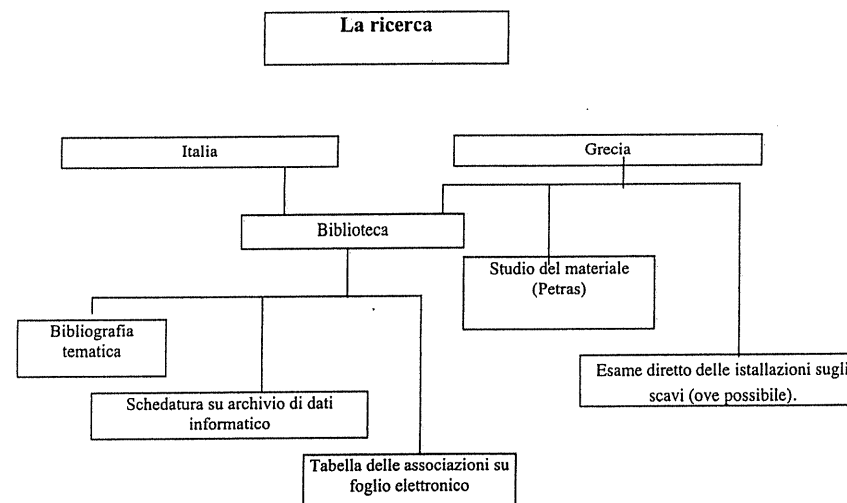 La ricerca
Italia
Grecia
Biblioteca
Studio del materiale
(Petras)
Bibliografia
tematica
Esame diretto delle istallazioni sugli
scavi (ove possibile).
Schedatura su archivio di dati
informatico
Tabella delle associazioni su
foglio elettronico